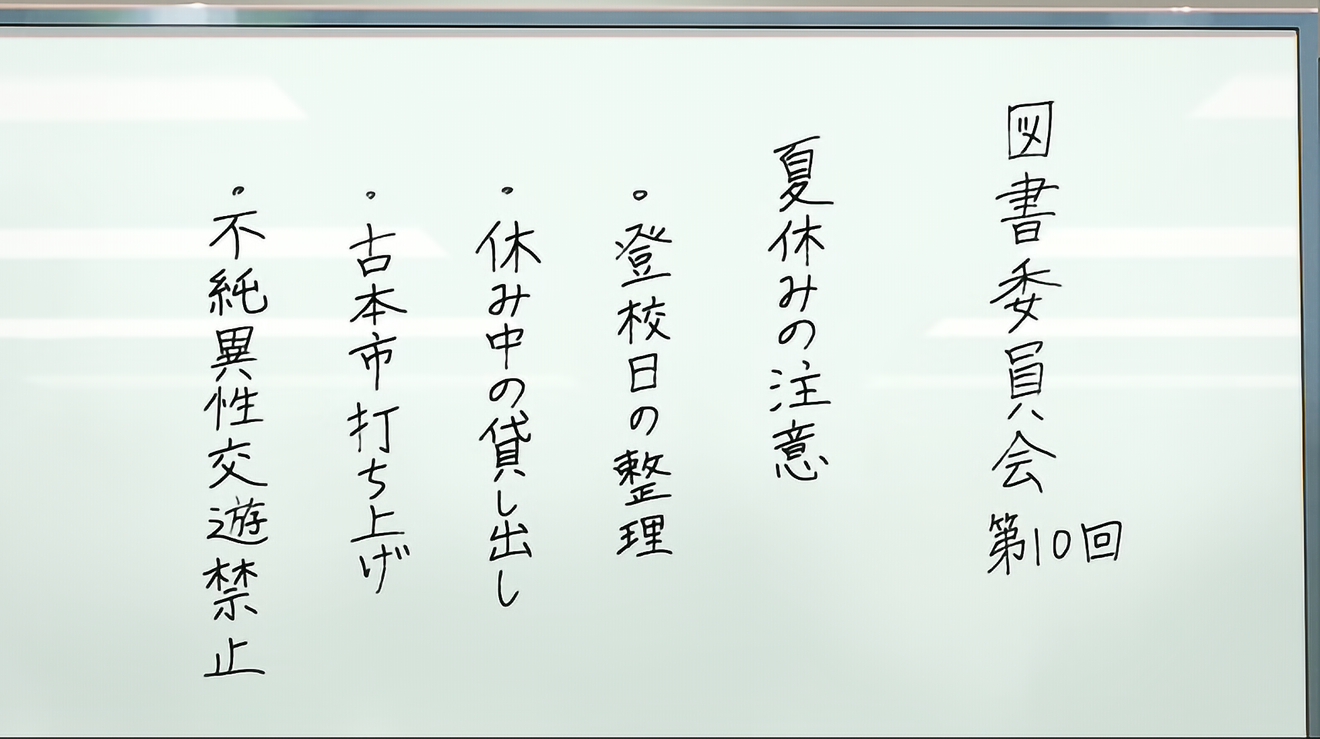 図書委員会 第10回
夏休みの注意
・登校日の整理
・休み中の貸し出し
・古本市打ち上げ
・不純異性交遊禁止